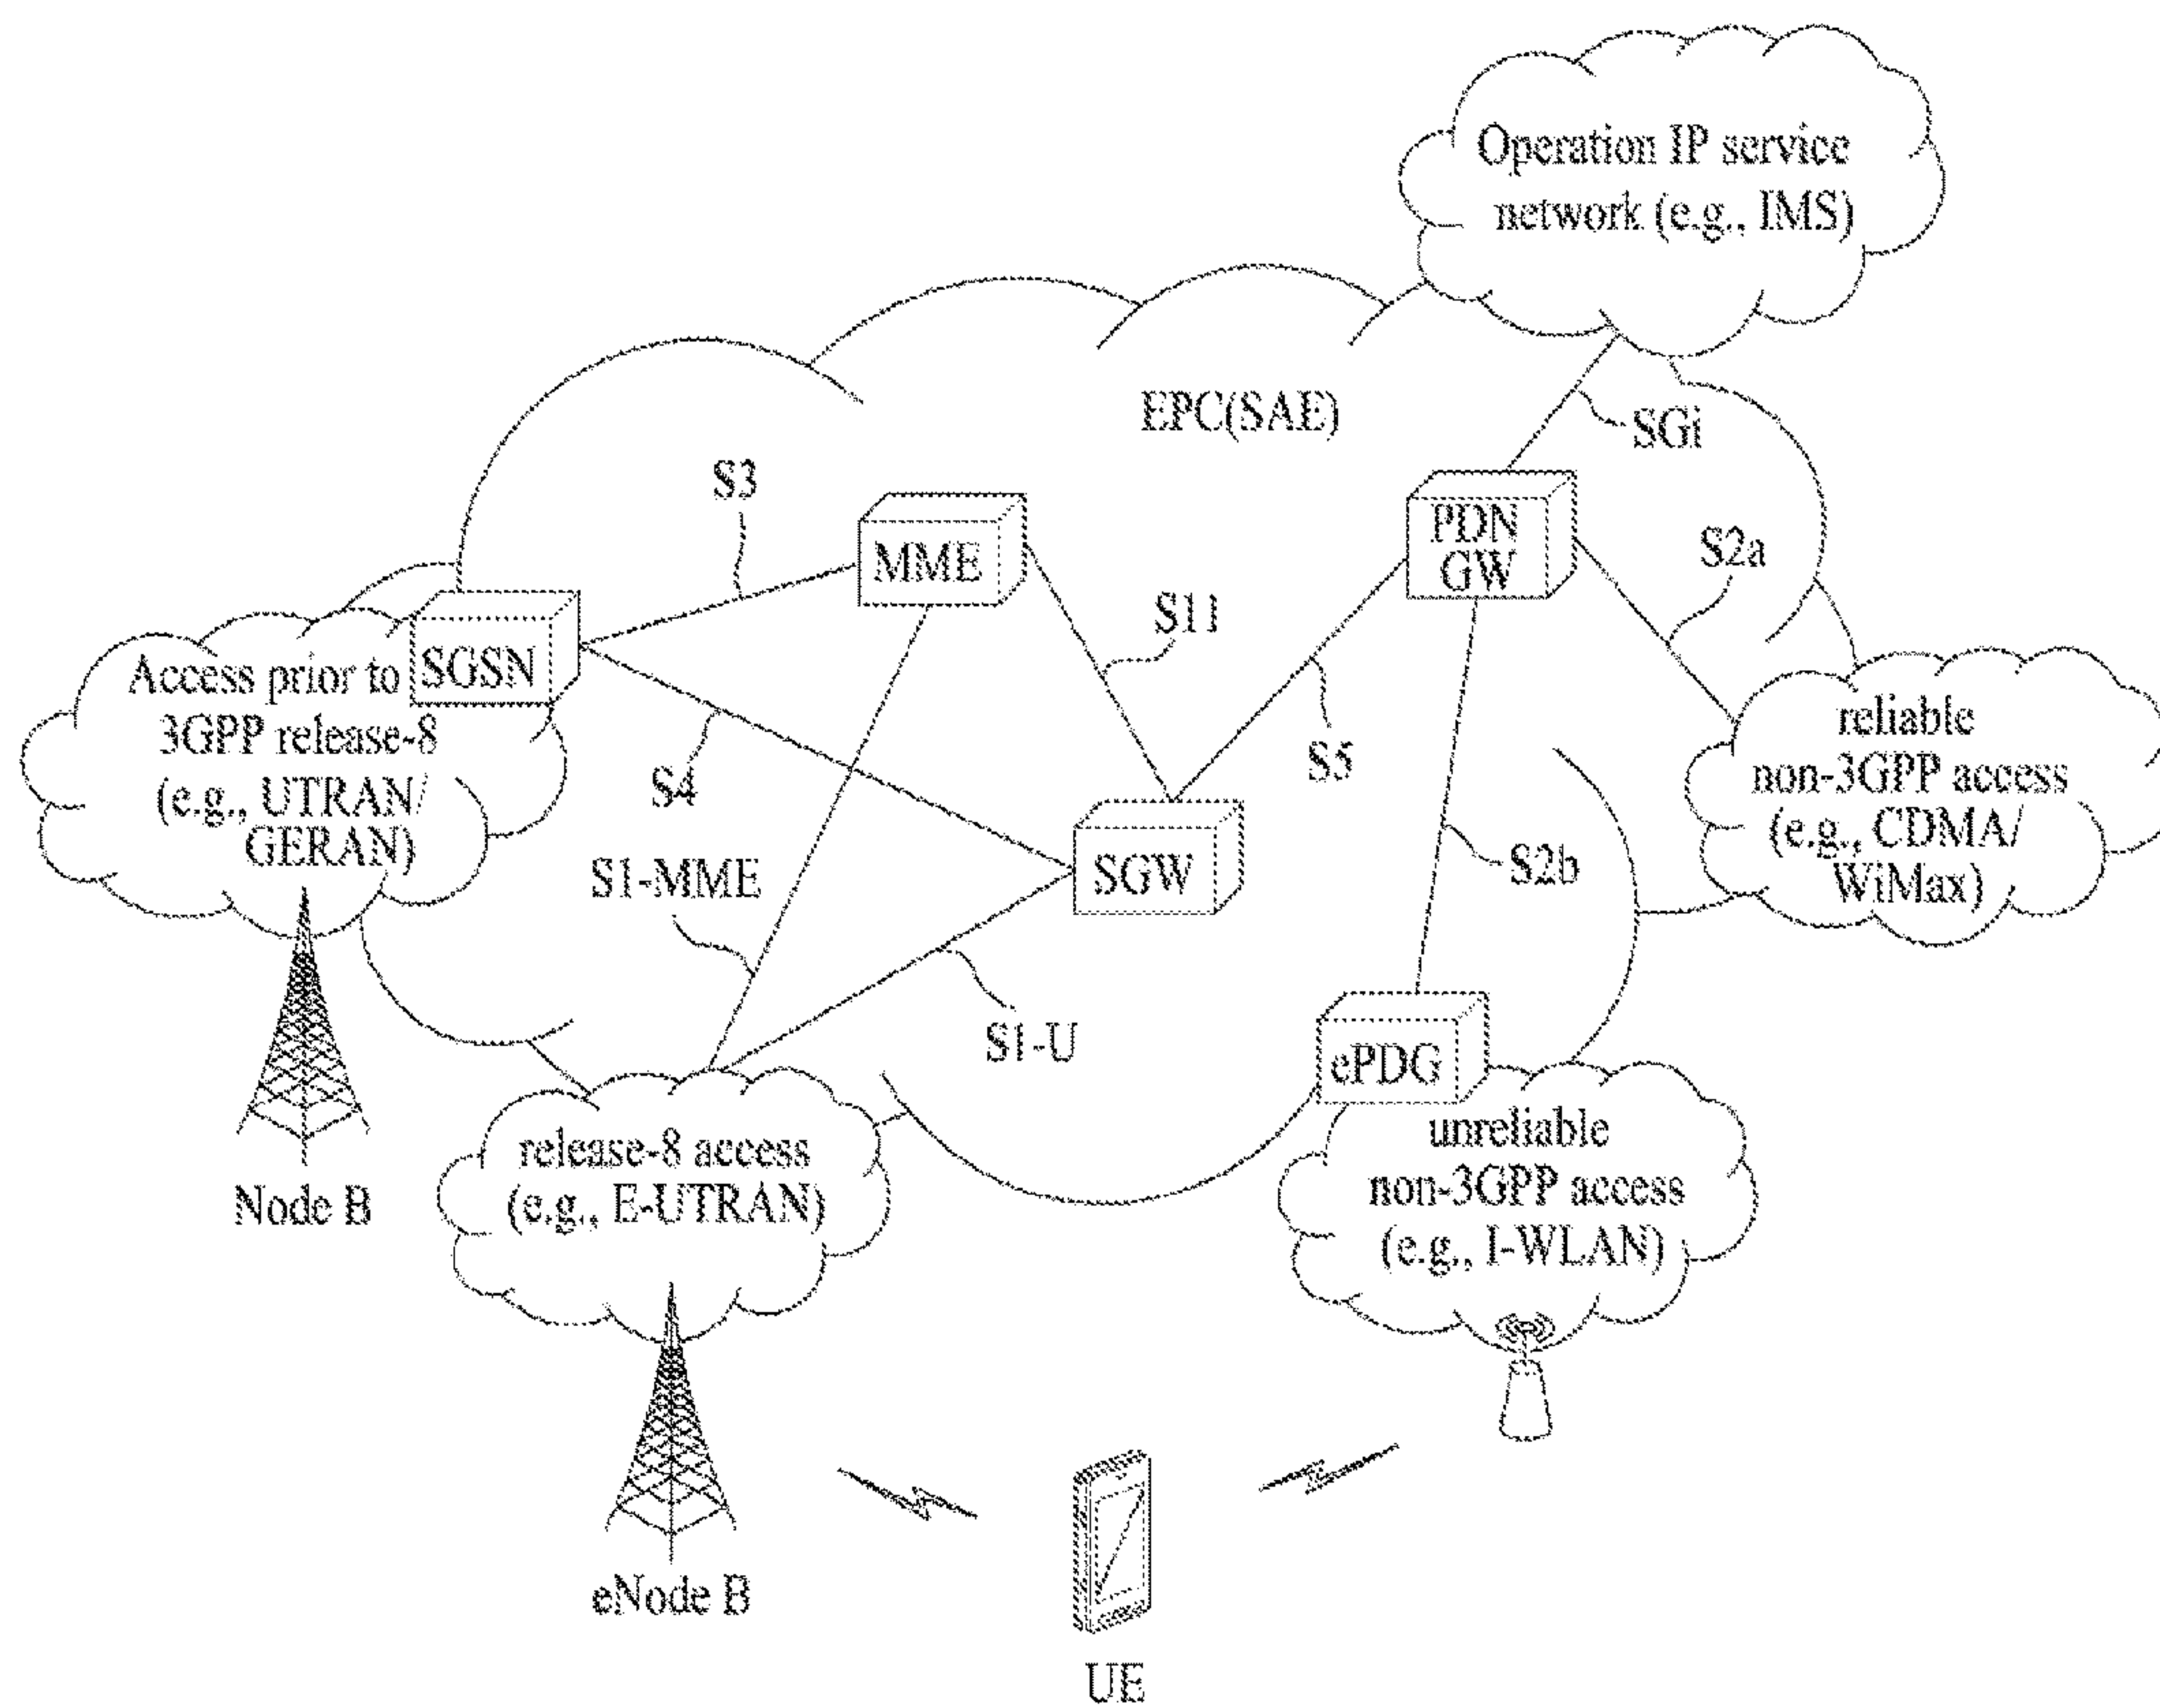 Operation IP service
network (e.g., IMS)
EPC(SAE)
SGi
S3
MME
PDN
GW
S2a
S11
SGSN
Access prior to
3GPP release-8
(e.g., UTRAN/
GERAN)
S4
S5
reliable
non-3GPP access
(e.g., CDMA/
WiMax)
S1-MME
SGW
S2b
S1-U
ePDG
unreliable
non-3GPP access
(e.g., I-WLAN)
release-8 access
(e.g., E-UTRAN)
Node B
eNode B
UE